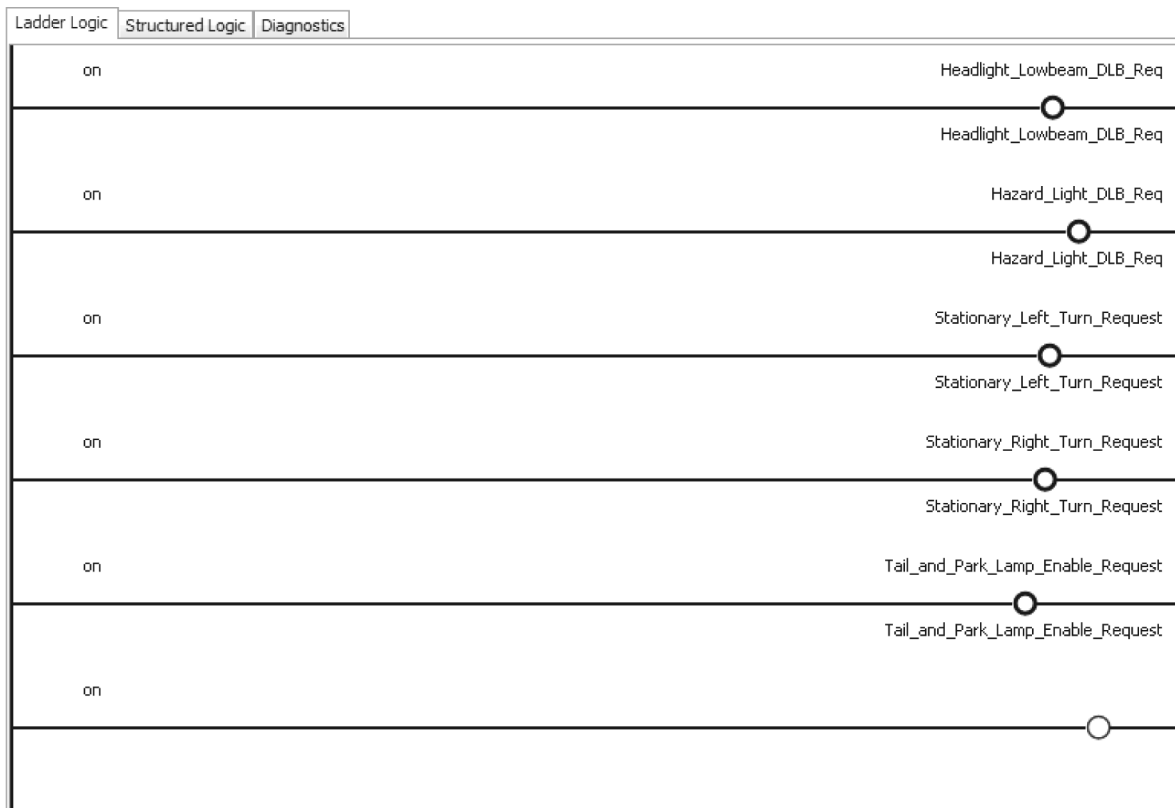 Ladder Logic Structured Logic Diagnostics
on Headlight_Lowbeam_DLB_Req
Headlight_Lowbeam_DLB_Req
on Hazard_Light_DLB_Req
Hazard_Light_DLB_Req
on Stationary_Left_Turn_Request
Stationary_Left_Turn_Request
on Stationary_Right_Turn_Request
Stationary_Right_Turn_Request
on Tail_and_Park_Lamp_Enable_Request
Tail_and_Park_Lamp_Enable_Request
on